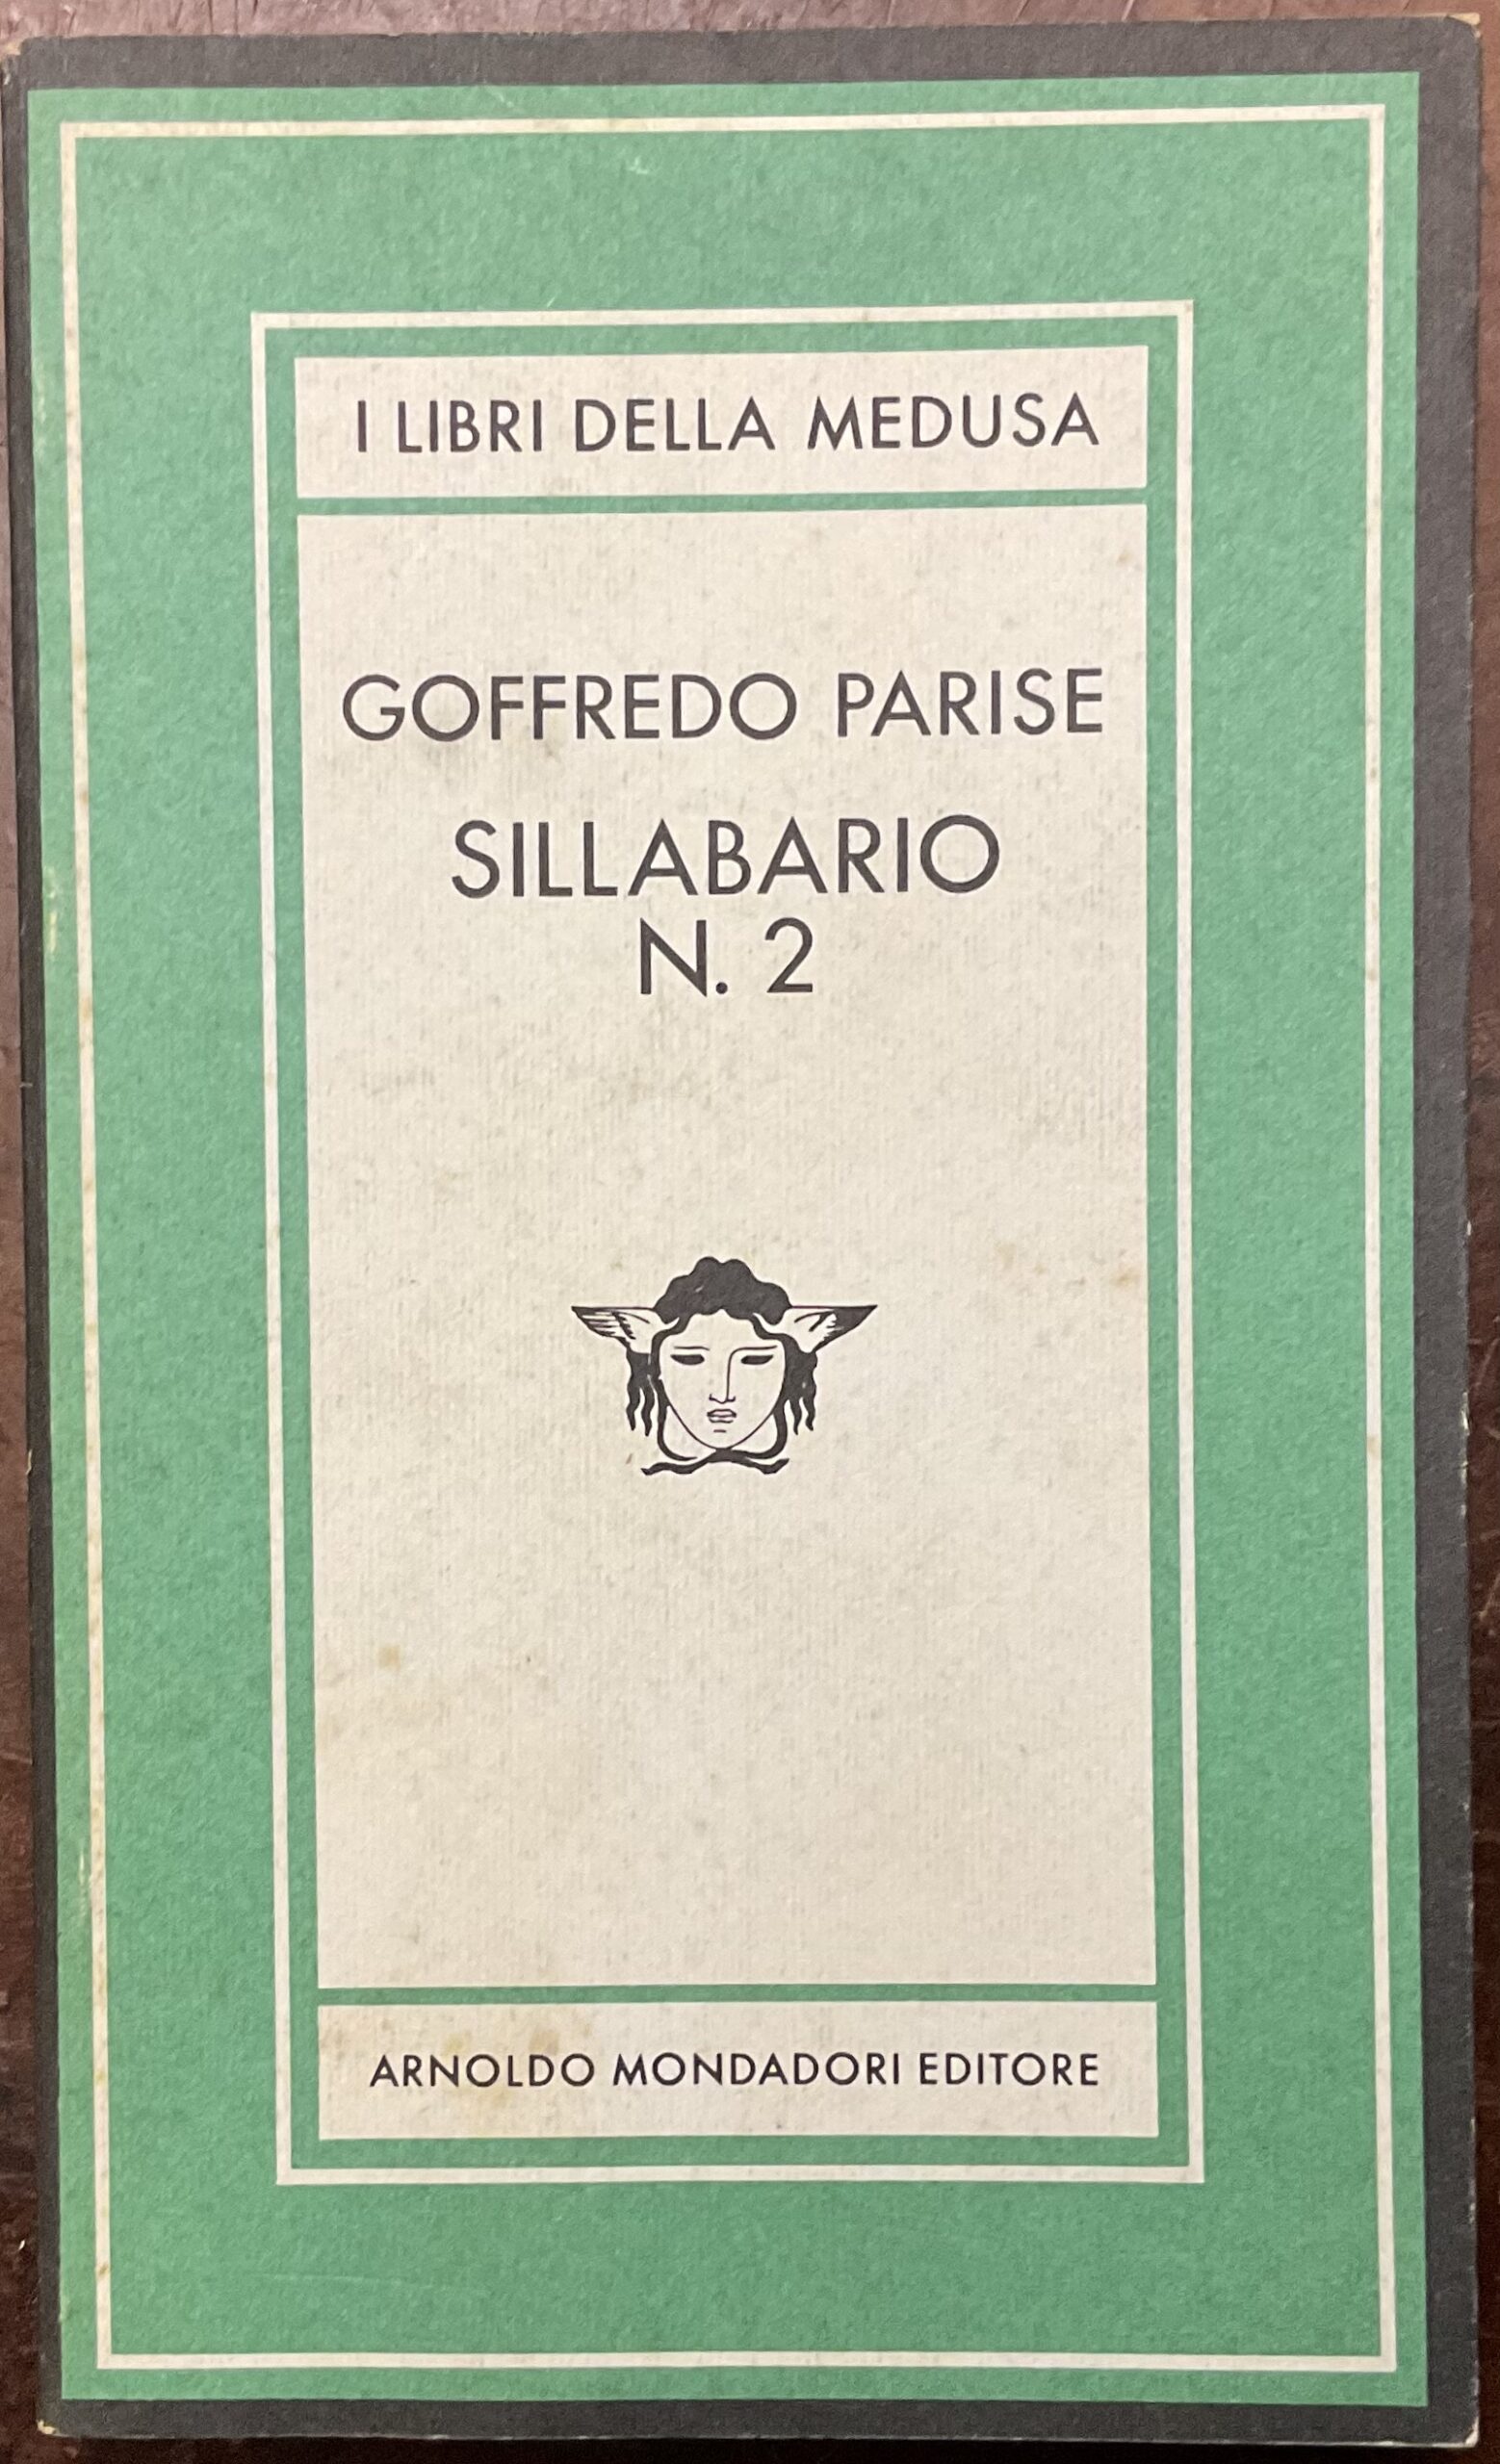 I LIBRI DELLA MEDUSA
GOFFREDO PARISE
SILLABARIO
N. 2
ARNOLDO MONDADORI EDITORE